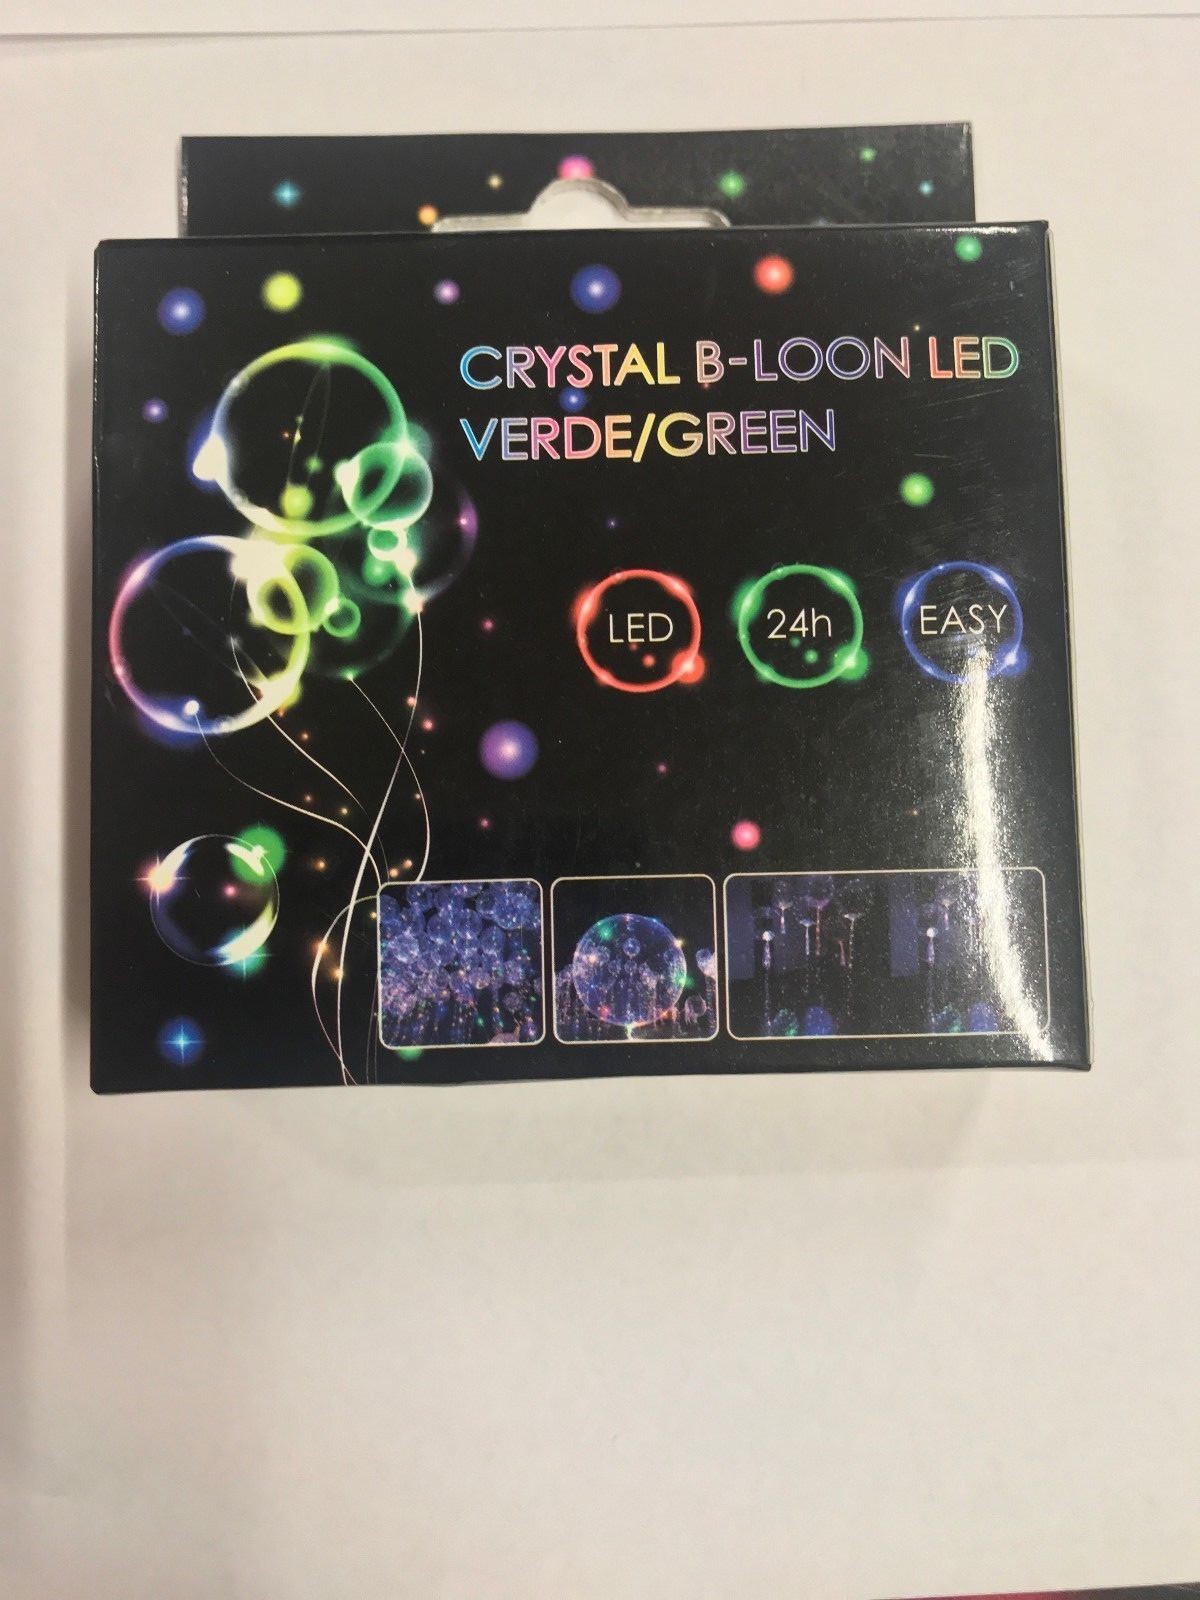 CRYSTAL B-LOON LED
VERDE/GREEN
LED
24h
EASY